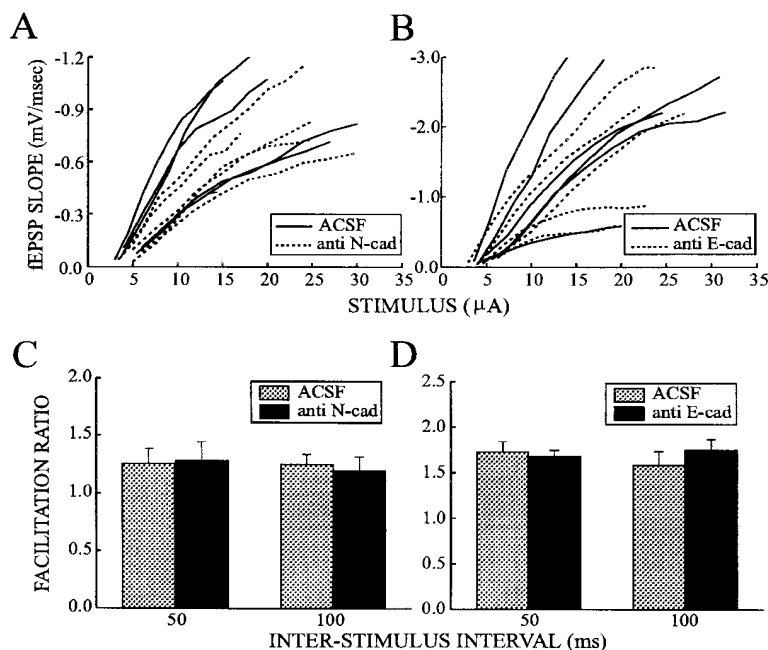 A
B
fEPSP SLOPE (mV/msec)
-1.2
-0.9
-0.6
-0.3
0.0
ACSF
anti N-cad
0 5 10 15 20 25 30 35
-3.0
-2.0
-1.0
0.0
ACSF
anti E-cad
0 5 10 15 20 25 30 35
STIMULUS (μA)
C
D
FACILITATION RATIO
2.0
1.5
1.0
0.5
0.0
ACSF
anti N-cad
50 100
2.5
2.0
1.5
1.0
0.5
0.0
ACSF
anti E-cad
50 100
INTER-STIMULUS INTERVAL (ms)